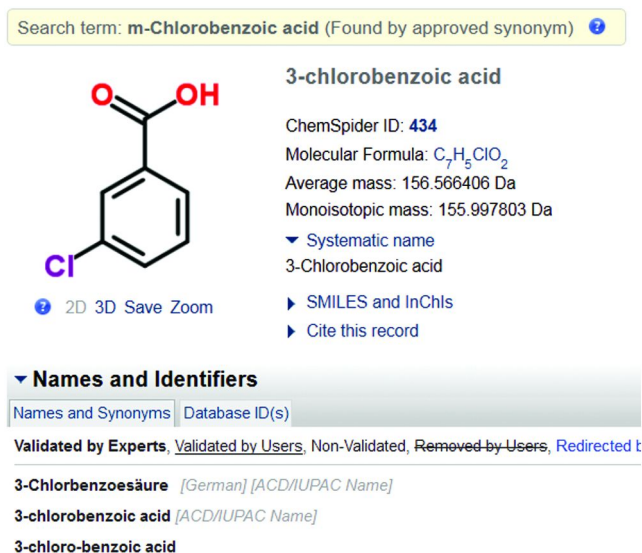 Search term: m-Chlorobenzoic acid (Found by approved synonym) ?
O OH
Cl
3-chlorobenzoic acid
ChemSpider ID: 434
Molecular Formula: C7H5ClO2
Average mass: 156.566406 Da
Monoisotopic mass: 155.997803 Da
Systematic name
3-Chlorobenzoic acid
? 2D 3D Save Zoom
SMILES and InChIs
Cite this record
Names and Identifiers
Names and Synonyms Database ID(s)
Validated by Experts, Validated by Users, Non-Validated, Removed by Users, Redirected b
3-Chlorbenzoesäure [German] [ACD/IUPAC Name]
3-chlorobenzoic acid [ACD/IUPAC Name]
3-chloro-benzoic acid